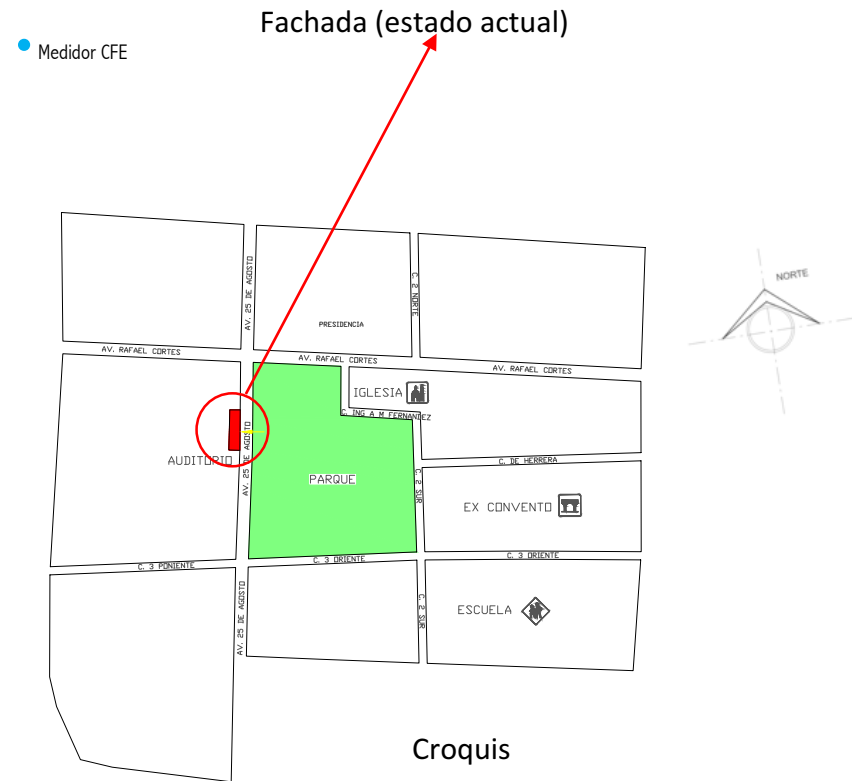 Fachada (estado actual)
Medidor CFE
NORTE
AV. 25 DE AGOSTO
C. 2 NORTE
PRESIDENCIA
AV. RAFAEL CORTES
AV. RAFAEL CORTES
AV. RAFAEL CORTES
IGLESIA
C. ING A M FERNANDEZ
AUDITORIO
AV. 25 DE AGOSTO
PARQUE
C. 2 SUR
C. DE HERRERA
EX CONVENTO
C. 3 PONIENTE
C. 3 ORIENTE
C. 3 ORIENTE
AV. 25 DE AGOSTO
C. 2 SUR
ESCUELA
Croquis